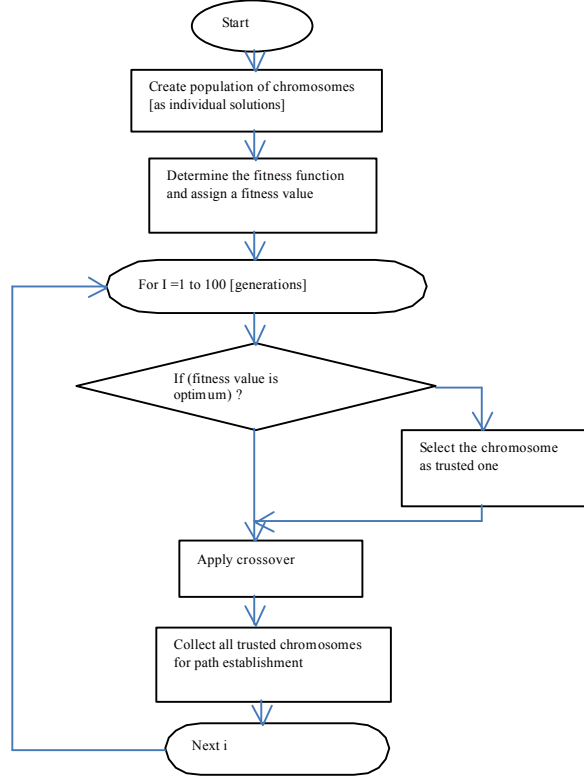 Start
Create population of chromosomes
[as individual solutions]
Determine the fitness function
and assign a fitness value
For I =1 to 100 [generations]
If (fitness value is
optimum) ?
Select the chromosome
as trusted one
Apply crossover
Collect all trusted chromosomes
for path establishment
Next i